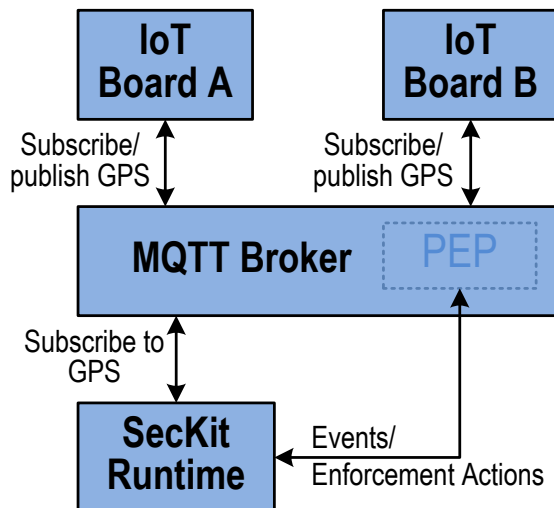 IoT
Board A
IoT
Board B
Subscribe/
publish GPS
Subscribe/
publish GPS
MQTT Broker
PEP
Subscribe to
GPS
SecKit
Runtime
Events/
Enforcement Actions